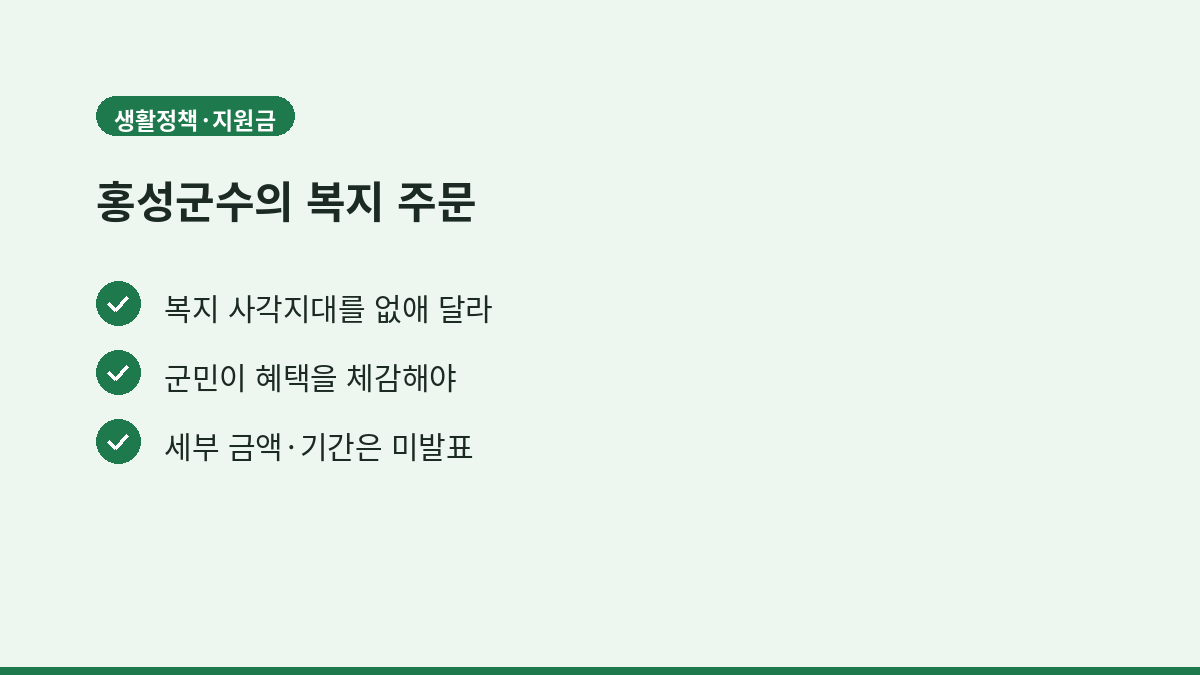 생활정책·지원금
홍성군수의 복지 주문
복지 사각지대를 없애 달라
군민이 혜택을 체감해야
세부 금액·기간은 미발표